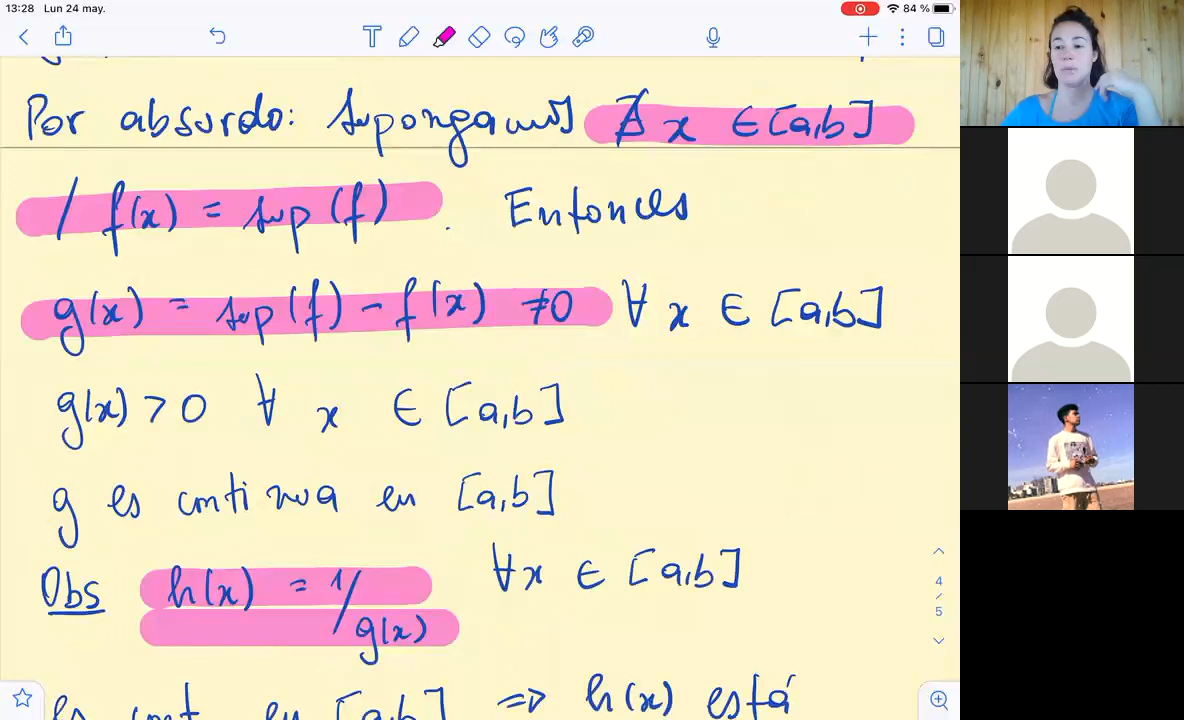 13:28 Lun 24 may.
84 %
Por absurdo: Supongamos ∄ x ∈ [a,b]
/ f(x) = sup (f). Entonces
g(x) = sup (f) - f(x) ≠ 0 ∀ x ∈ [a,b]
g(x) > 0 ∀ x ∈ [a,b]
g es continua en [a,b]
Obs h(x) = 1/g(x) ∀x ∈ [a,b]
es cont en [a,b] ⇒ h(x) está
4
/
5